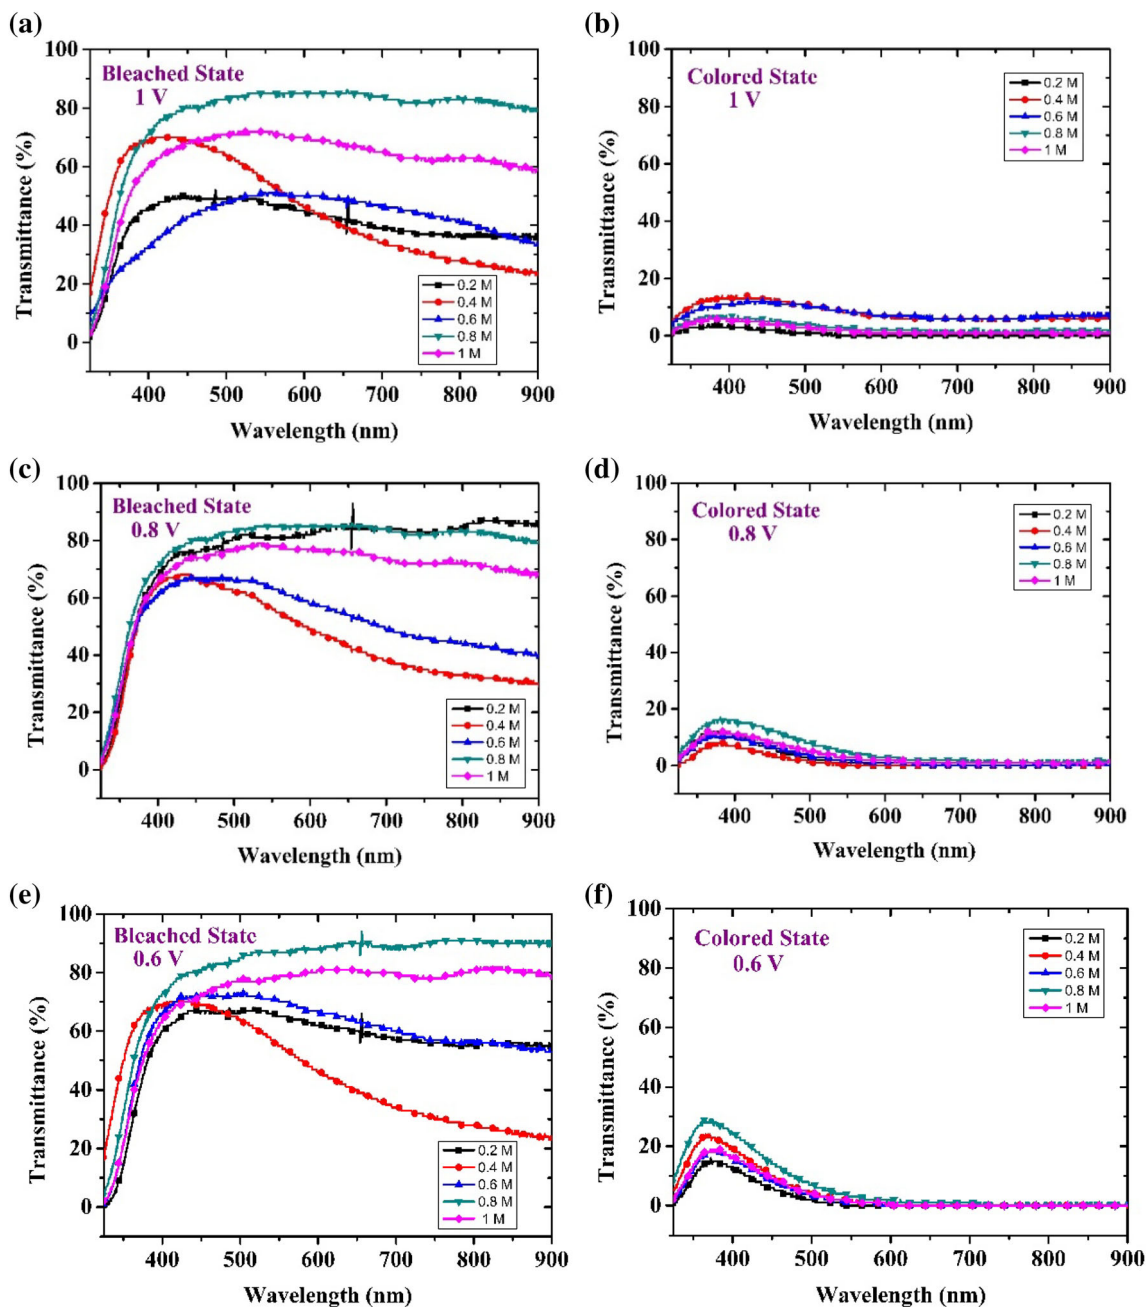 (a)
Bleached State
1 V
Transmittance (%)
100
80
60
40
20
0
0.2 M
0.4 M
0.6 M
0.8 M
1 M
400 500 600 700 800 900
Wavelength (nm)
(b)
Colored State
1 V
Transmittance (%)
100
80
60
40
20
0
0.2 M
0.4 M
0.6 M
0.8 M
1 M
400 500 600 700 800 900
Wavelength (nm)
(c)
Bleached State
0.8 V
Transmittance (%)
100
80
60
40
20
0
0.2 M
0.4 M
0.6 M
0.8 M
1 M
400 500 600 700 800 900
Wavelength (nm)
(d)
Colored State
0.8 V
Transmittance (%)
100
80
60
40
20
0
0.2 M
0.4 M
0.6 M
0.8 M
1 M
400 500 600 700 800 900
Wavelength (nm)
(e)
Bleached State
0.6 V
Transmittance (%)
100
80
60
40
20
0
0.2 M
0.4 M
0.6 M
0.8 M
1 M
400 500 600 700 800 900
Wavelength (nm)
(f)
Colored State
0.6 V
Transmittance (%)
100
80
60
40
20
0
0.2 M
0.4 M
0.6 M
0.8 M
1 M
400 500 600 700 800 900
Wavelength (nm)